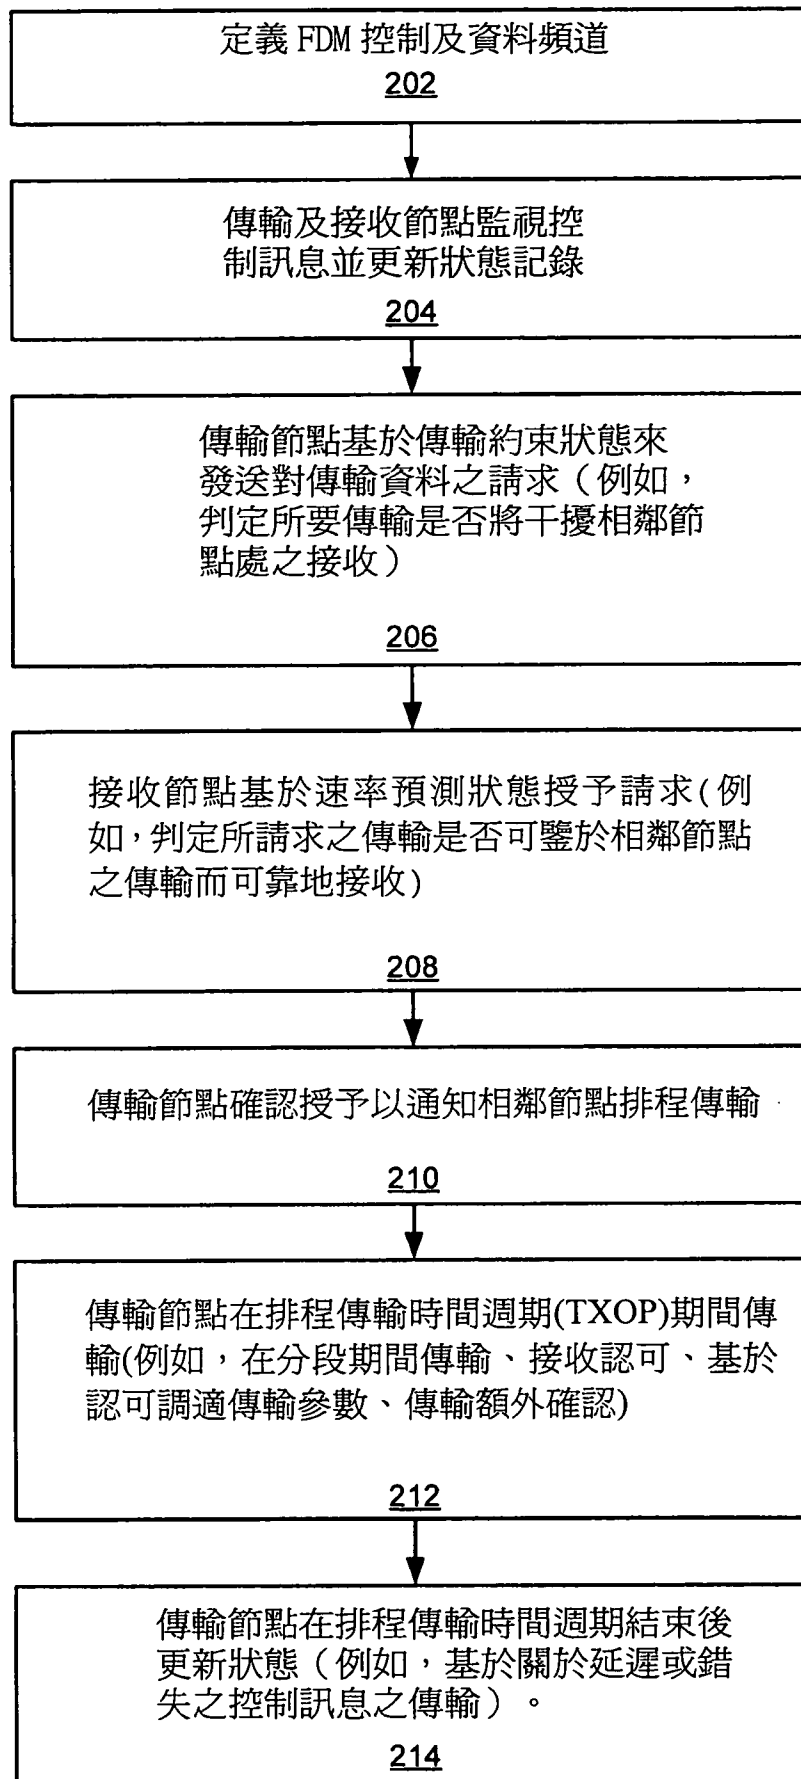 定義 FDM 控制及資料頻道
202
傳輸及接收節點監視控
制訊息並更新狀態記錄
204
傳輸節點基於傳輸約束狀態來
發送對傳輸資料之請求（例如，
判定所要傳輸是否將干擾相鄰節
點處之接收）
206
接收節點基於速率預測狀態授予請求(例
如，判定所請求之傳輸是否可鑒於相鄰節點
之傳輸而可靠地接收)
208
傳輸節點確認授予以通知相鄰節點排程傳輸
210
傳輸節點在排程傳輸時間週期(TXOP)期間傳
輸(例如，在分段期間傳輸、接收認可、基於
認可調適傳輸參數、傳輸額外確認)
212
傳輸節點在排程傳輸時間週期結束後
更新狀態（例如，基於關於延遲或錯
失之控制訊息之傳輸）。
214